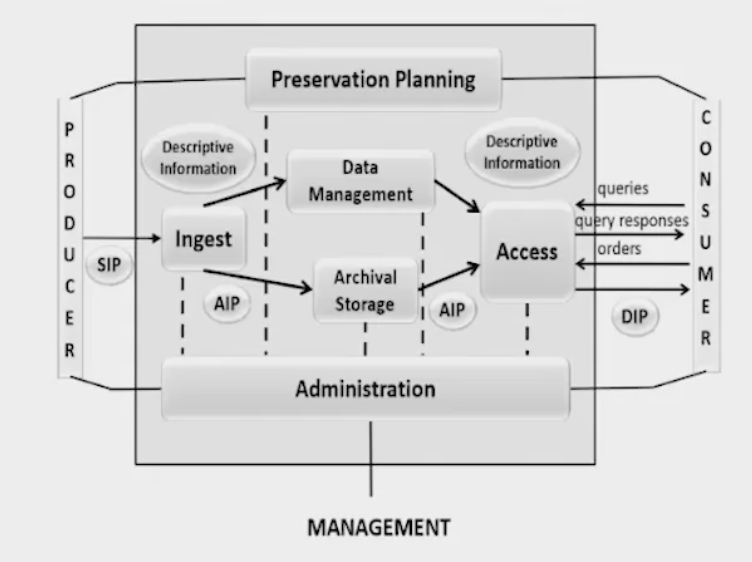 Preservation Planning
PRODUCER
CONSUMER
Descriptive
Information
Descriptive
Information
Data
Management
queries
query responses
orders
Ingest
Access
SIP
AIP
Archival
Storage
AIP
DIP
Administration
MANAGEMENT